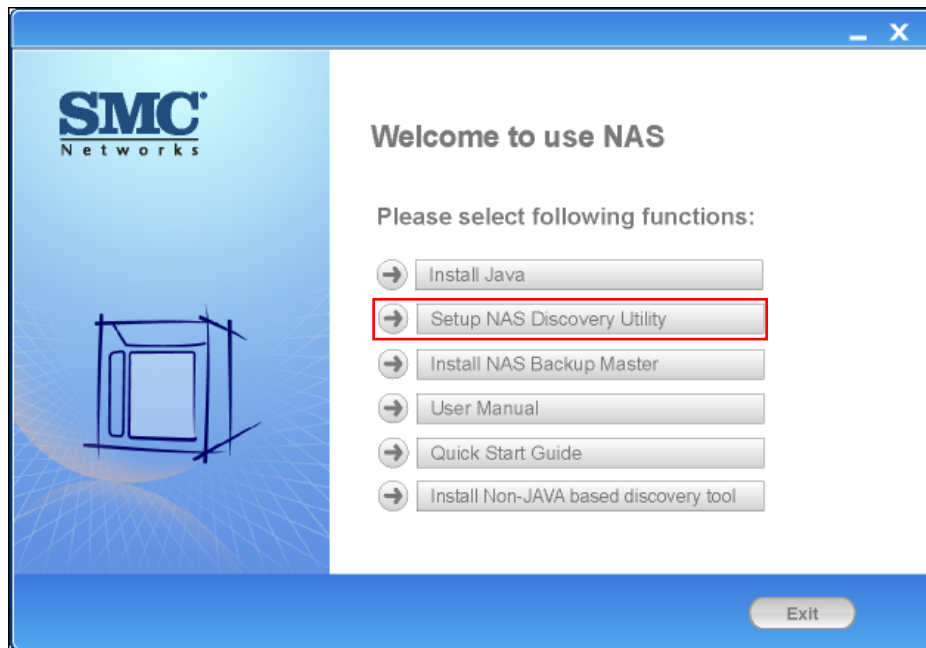 SMC
Networks
Welcome to use NAS
Please select following functions:
Install Java
Setup NAS Discovery Utility
Install NAS Backup Master
User Manual
Quick Start Guide
Install Non-JAVA based discovery tool
Exit